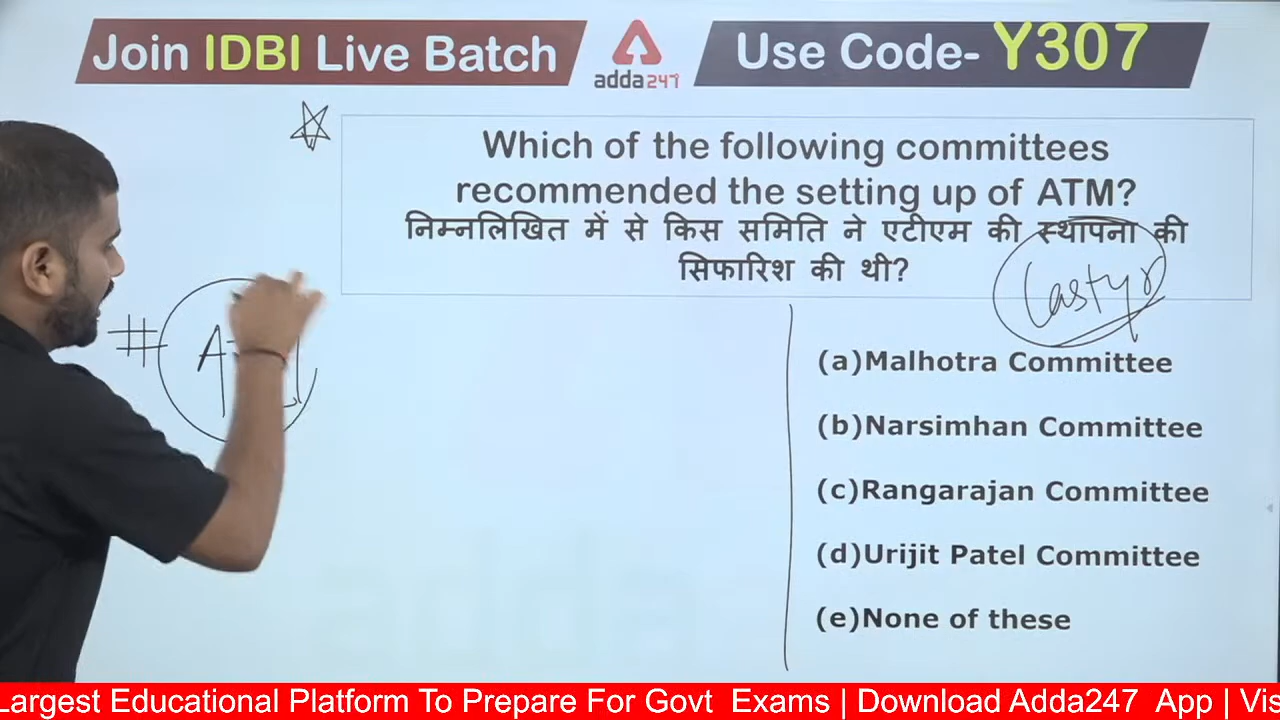 Join IDBI Live Batch
adda247
Use Code- Y307
Which of the following committees
recommended the setting up of ATM?
निम्नलिखित में से किस समिति ने एटीएम की स्थापना की
सिफारिश की थी?
Last yr
(a)Malhotra Committee
(b)Narsimhan Committee
(c)Rangarajan Committee
(d)Urijit Patel Committee
(e)None of these
#
adda
Largest Educational Platform To Prepare For Govt Exams | Download Adda247 App | Vis